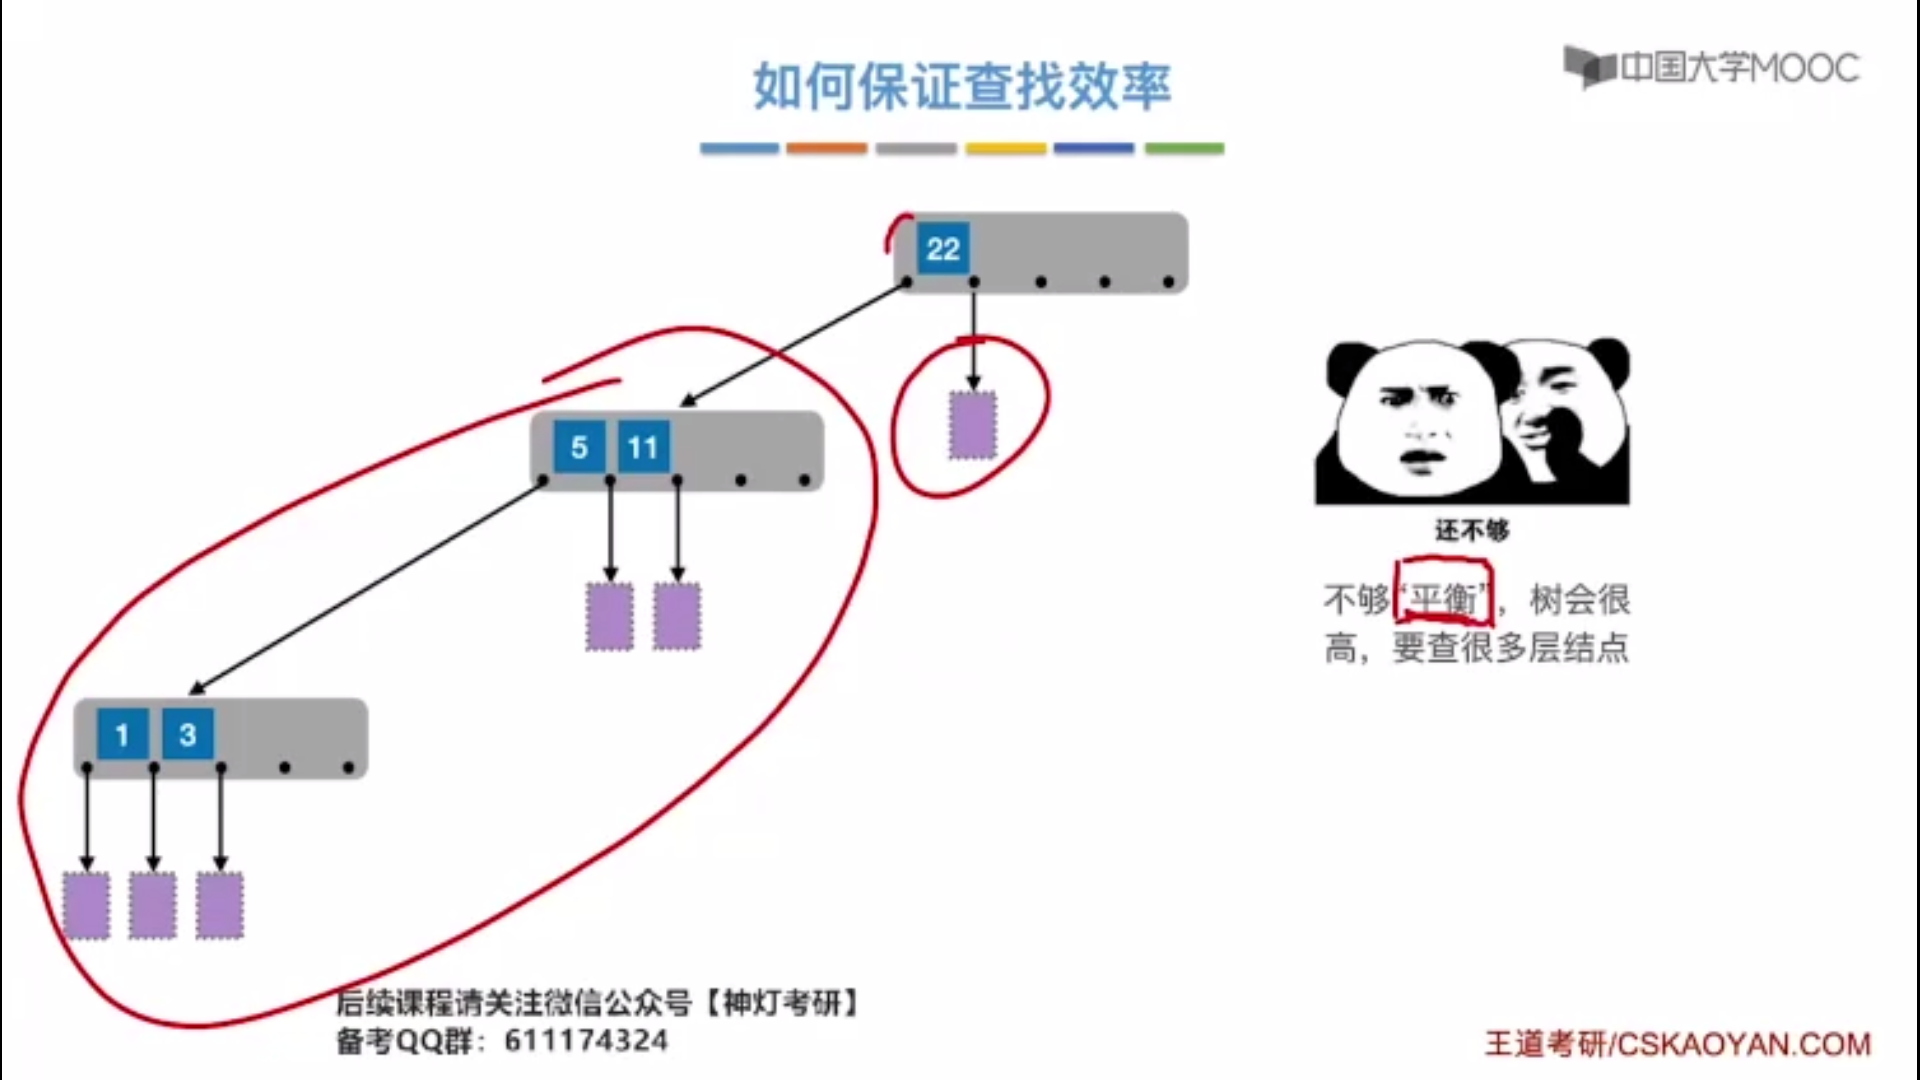 如何保证查找效率
中国大学MOOC
22
5 11
1 3
还不够
不够“平衡”，树会很
高，要查很多层结点
后续课程请关注微信公众号【神灯考研】
备考QQ群：611174324
王道考研/CSKAOYAN.COM